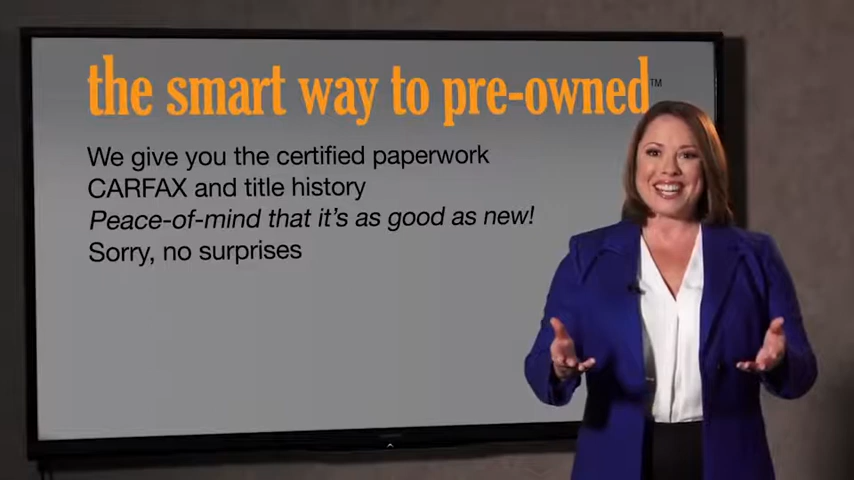 the smart way to pre-owned™
We give you the certified paperwork
CARFAX and title history
Peace-of-mind that it's as good as new!
Sorry, no surprises